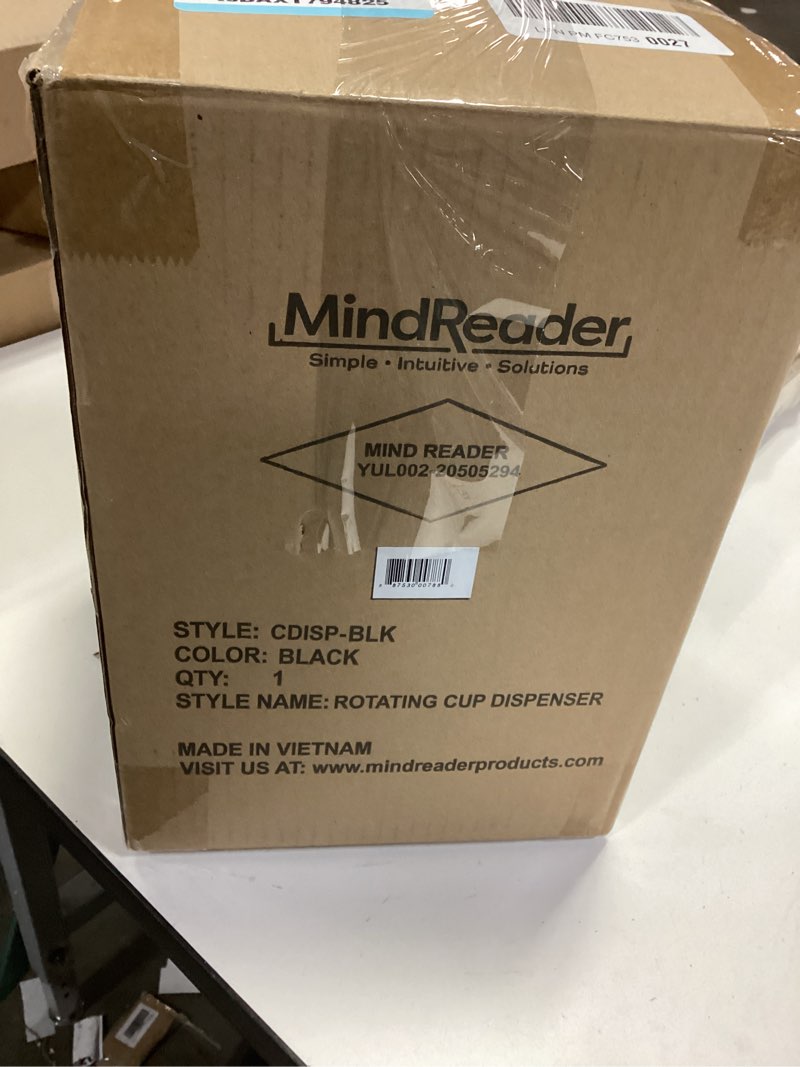 0027
MindReader
Simple • Intuitive • Solutions
MIND READER
YUL002-20505294
STYLE: CDISP-BLK
COLOR: BLACK
QTY: 1
STYLE NAME: ROTATING CUP DISPENSER
MADE IN VIETNAM
VISIT US AT: www.mindreaderproducts.com